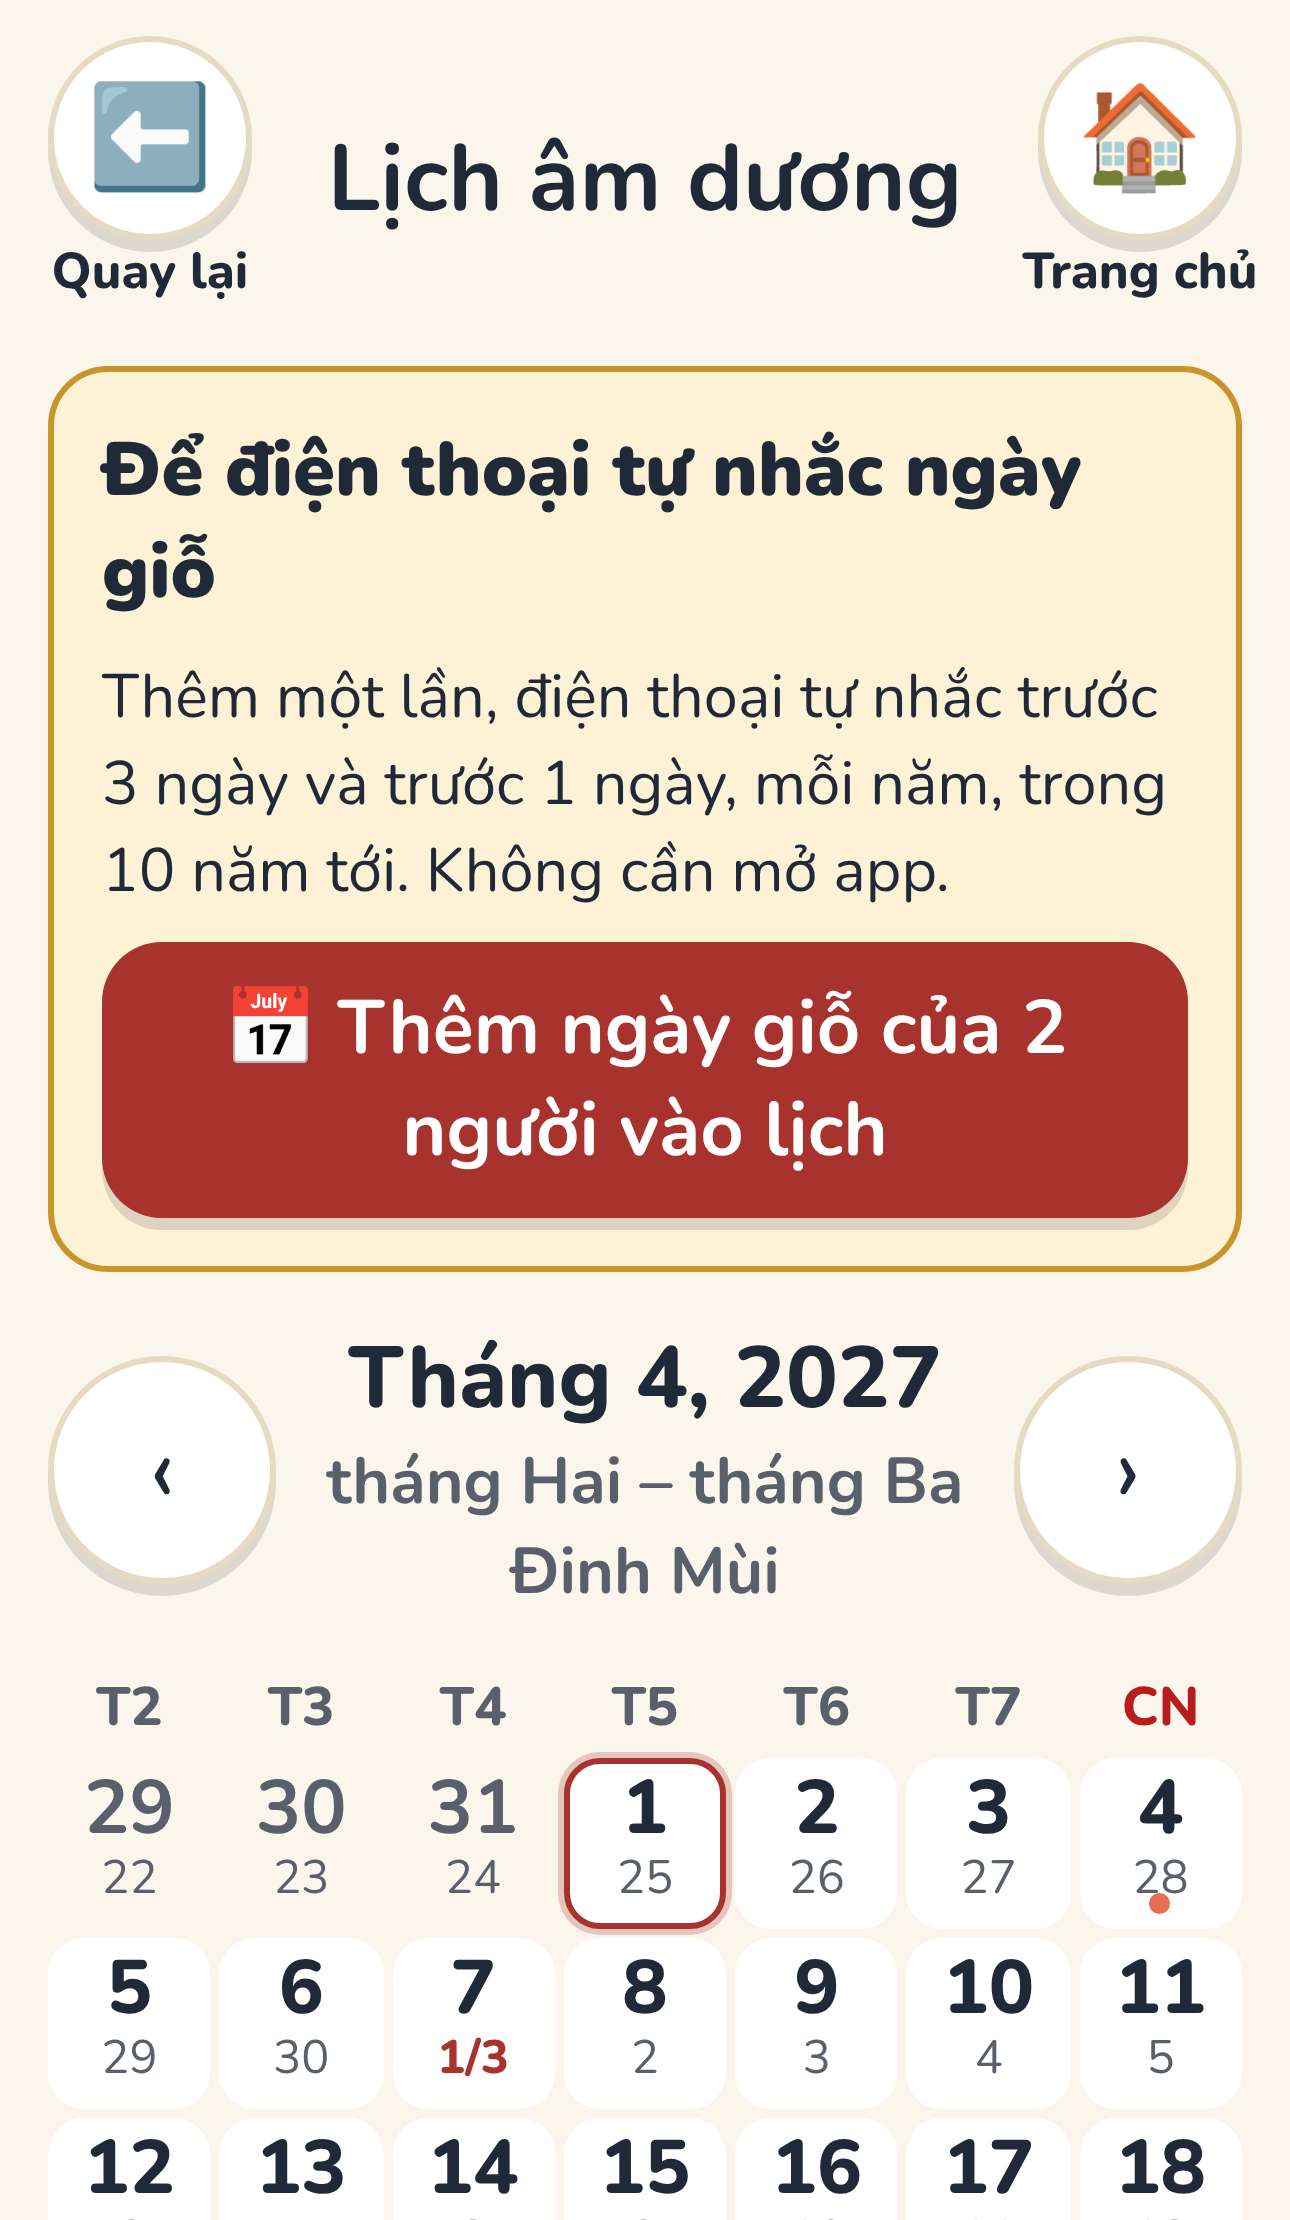 Lịch âm dương
Quay lại
Trang chủ
Để điện thoại tự nhắc ngày
giỗ
Thêm một lần, điện thoại tự nhắc trước
3 ngày và trước 1 ngày, mỗi năm, trong
10 năm tới. Không cần mở app.
July
17
Thêm ngày giỗ của 2
người vào lịch
‹
Tháng 4, 2027
›
tháng Hai – tháng Ba
Đinh Mùi
T2 T3 T4 T5 T6 T7 CN
29 30 31 1 2 3 4
22 23 24 25 26 27 28
5 6 7 8 9 10 11
29 30 1/3 2 3 4 5
12 13 14 15 16 17 18